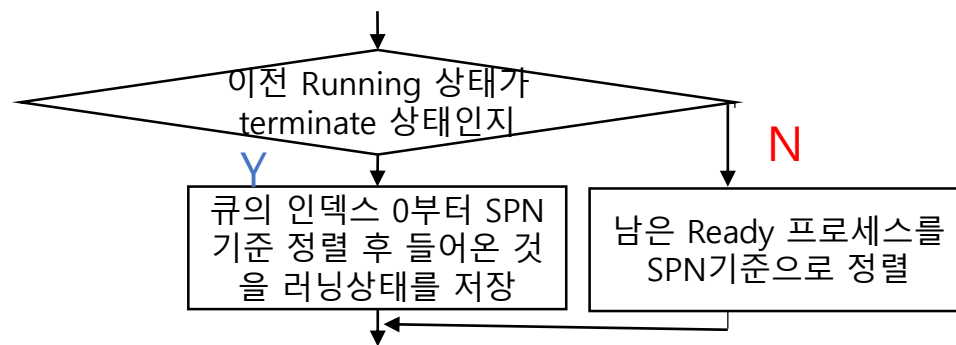 이전 Running 상태가
terminate 상태인지
Y
N
큐의 인덱스 0부터 SPN
기준 정렬 후 들어온 것
을 러닝상태를 저장
남은 Ready 프로세스를
SPN기준으로 정렬